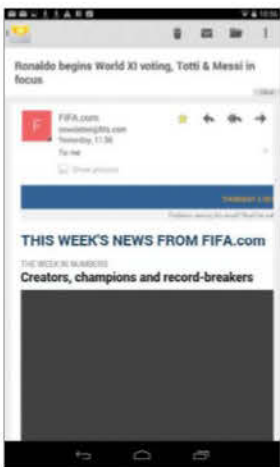 Ronaldo begins World XI voting, Totti & Messi in
focus
F
FIFA.com
Yesterday, 11:36
To me
Show pictures
THIS WEEK'S NEWS FROM FIFA.com
THE WEEK IN NUMBERS
Creators, champions and record-breakers